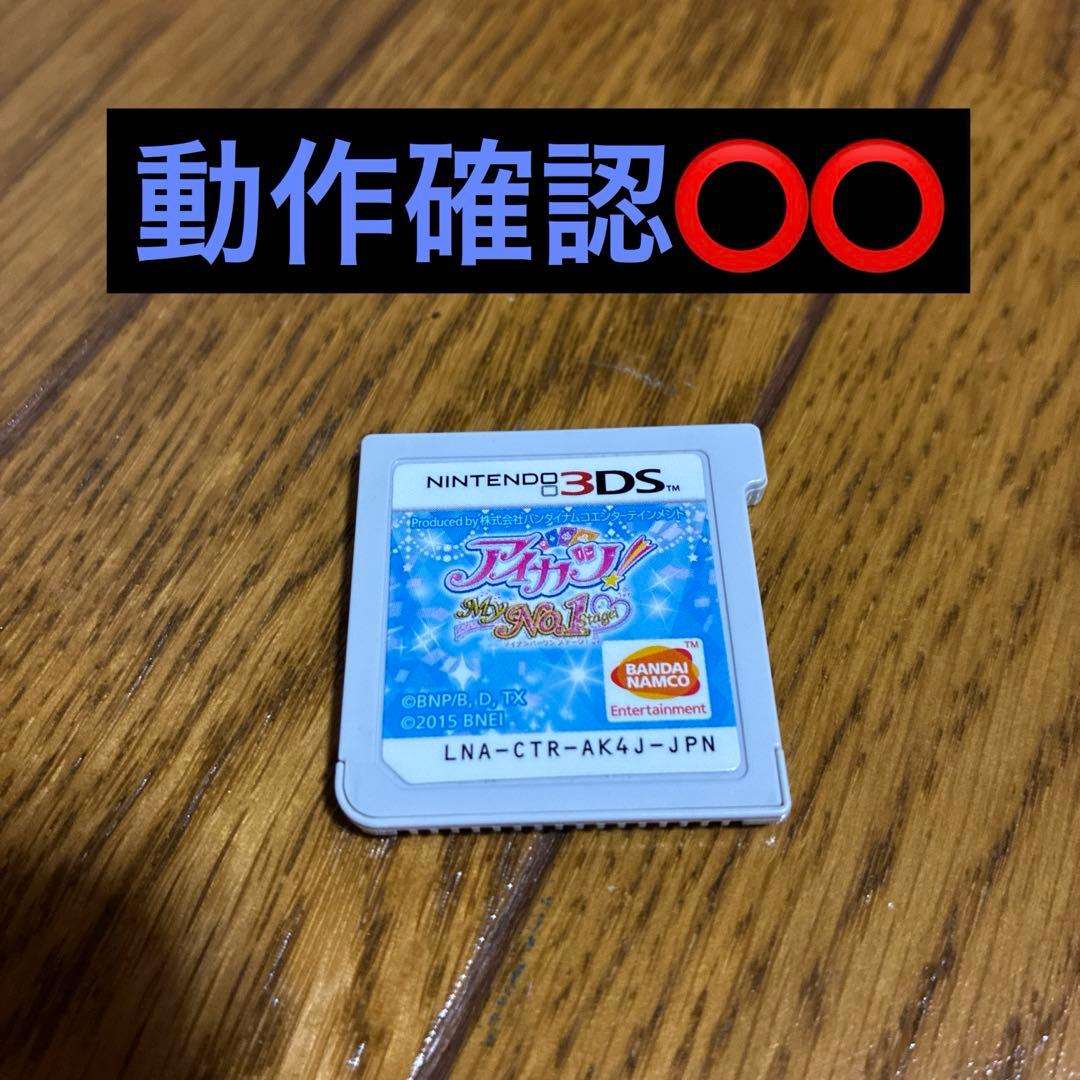 動作確認⭕⭕
NINTENDO 3DS™
Produced by 株式会社バンダイナムコエンターテインメント
アイカツ!
My No.1 Stage!
マイナンバーワンステージ!
BANDAI NAMCO ™
Entertainment
©BNP/B, D, TX
©2015 BNEI
LNA-CTR-AK4J-JPN